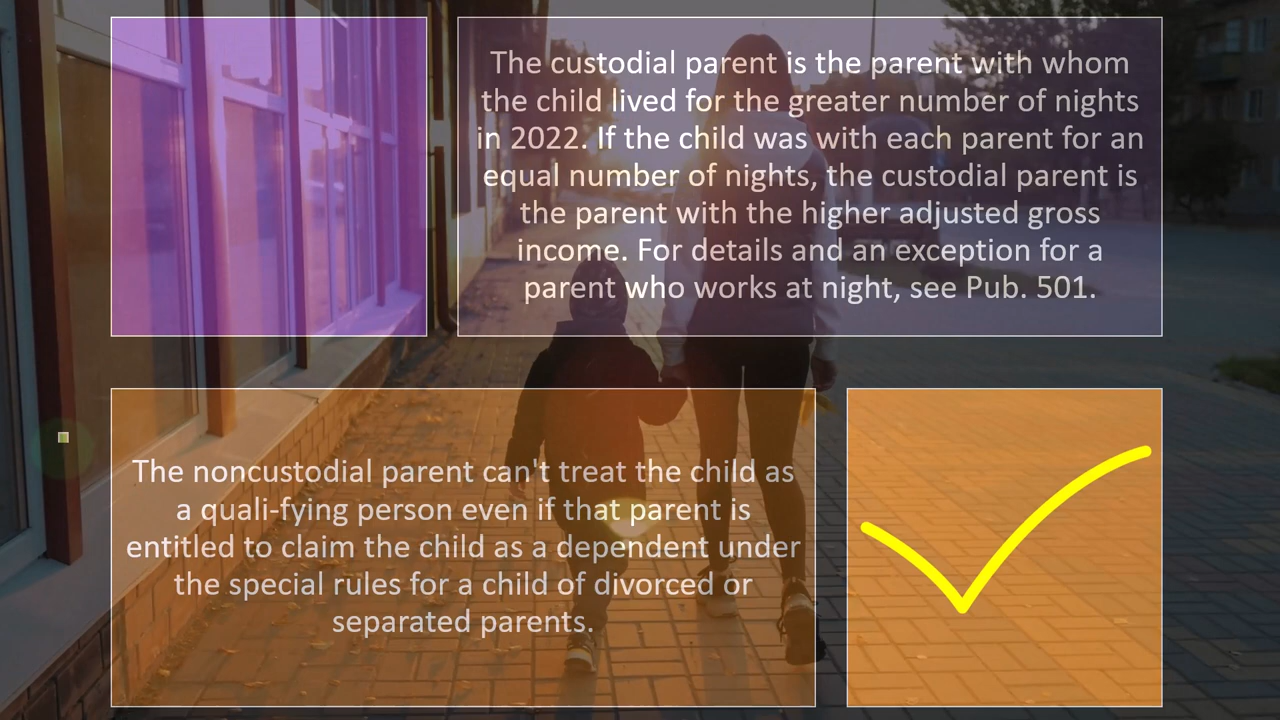 The custodial parent is the parent with whom
the child lived for the greater number of nights
in 2022. If the child was with each parent for an
equal number of nights, the custodial parent is
the parent with the higher adjusted gross
income. For details and an exception for a
parent who works at night, see Pub. 501.
The noncustodial parent can't treat the child as
a quali-fying person even if that parent is
entitled to claim the child as a dependent under
the special rules for a child of divorced or
separated parents.